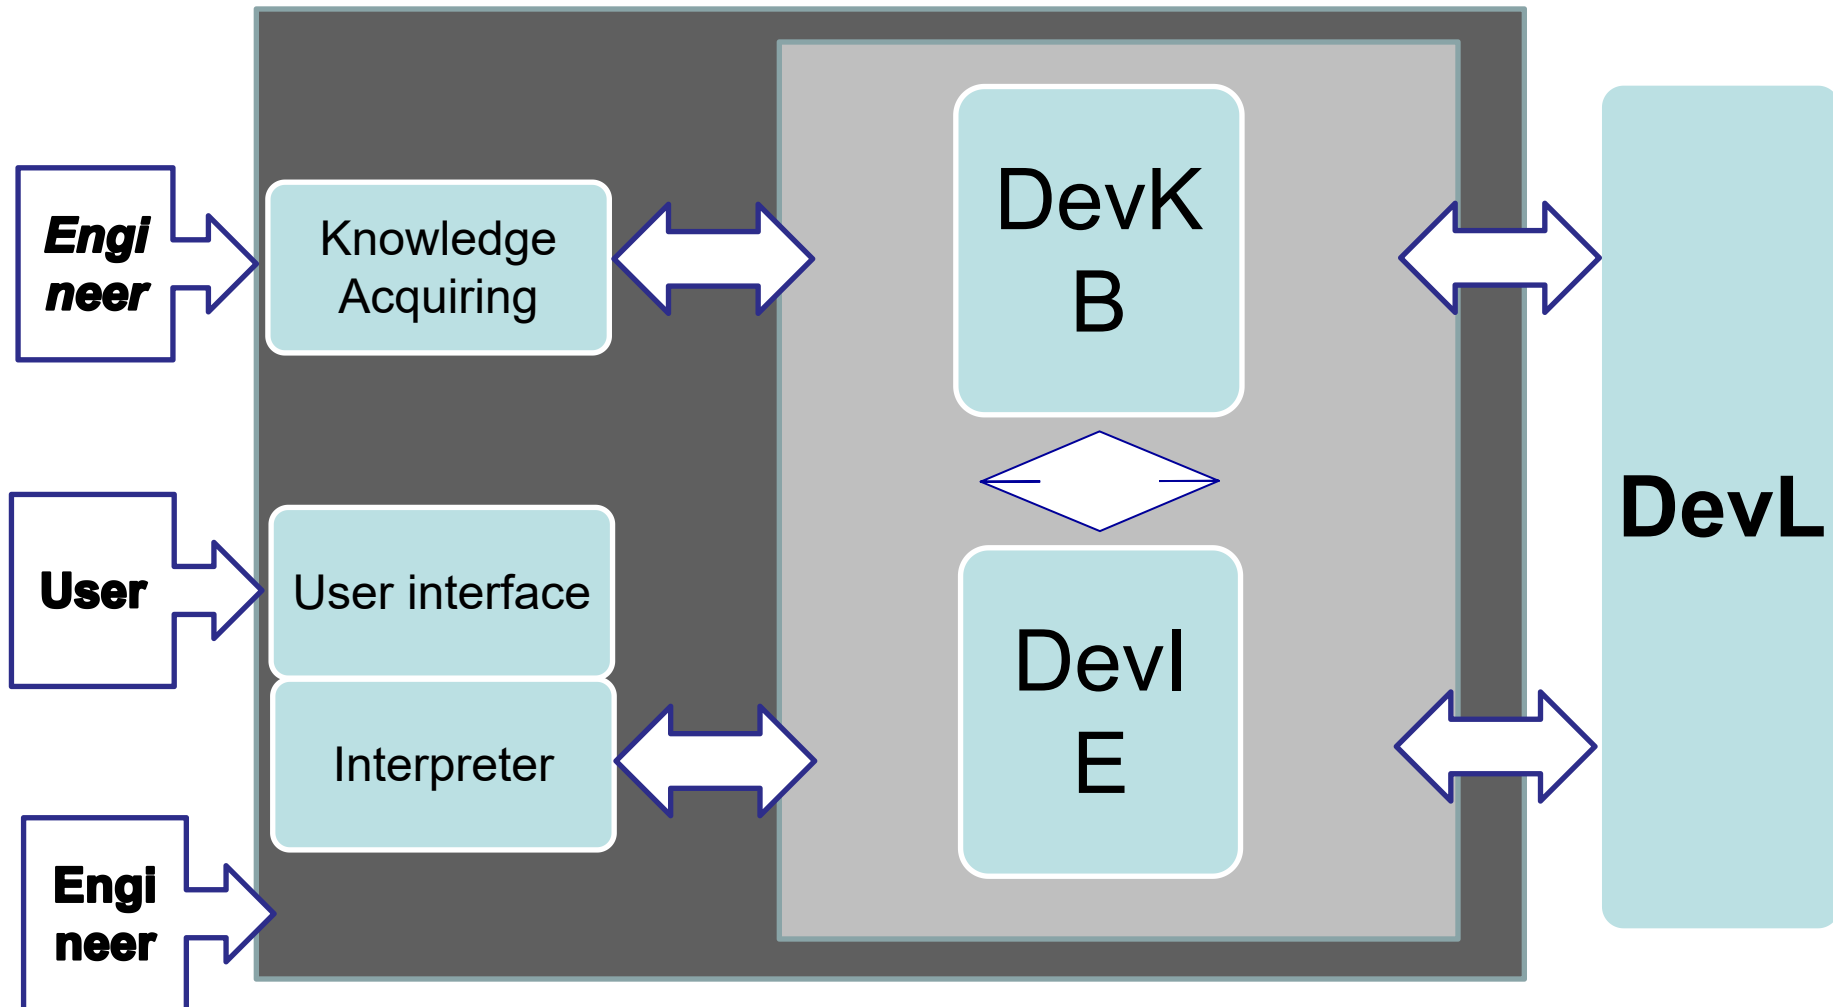 Engi
neer
Knowledge
Acquiring
DevK
B
User
User interface
Interpreter
DevI
E
DevL
Engi
neer